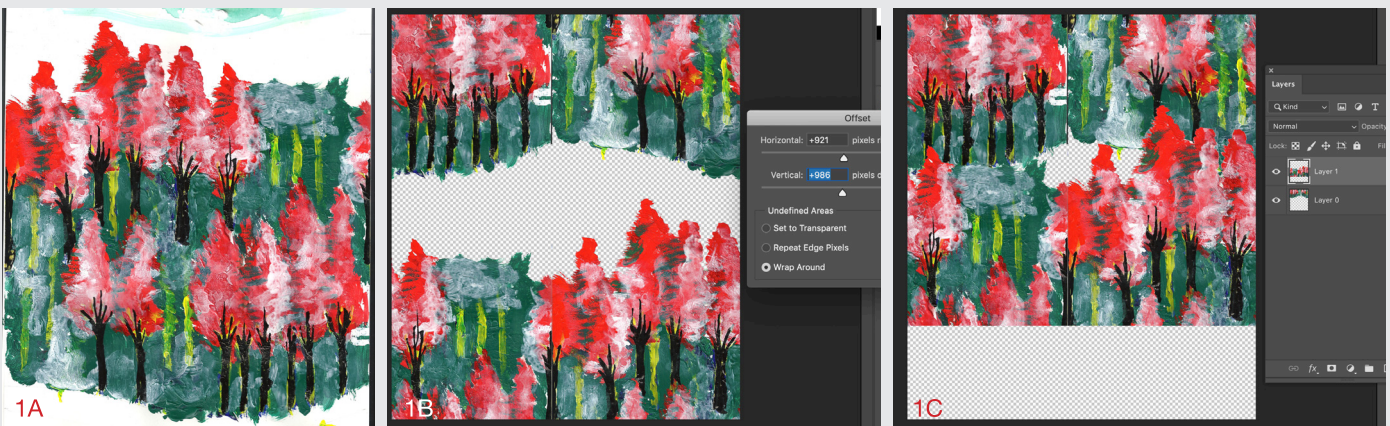 1A
1B
Offset
Horizontal: +921 pixels
Vertical: +986 pixels
Undefined Areas
Set to Transparent
Repeat Edge Pixels
Wrap Around
1C
Layers
Kind
Normal
Opacity
Lock:
Layer 1
Layer 0
fx